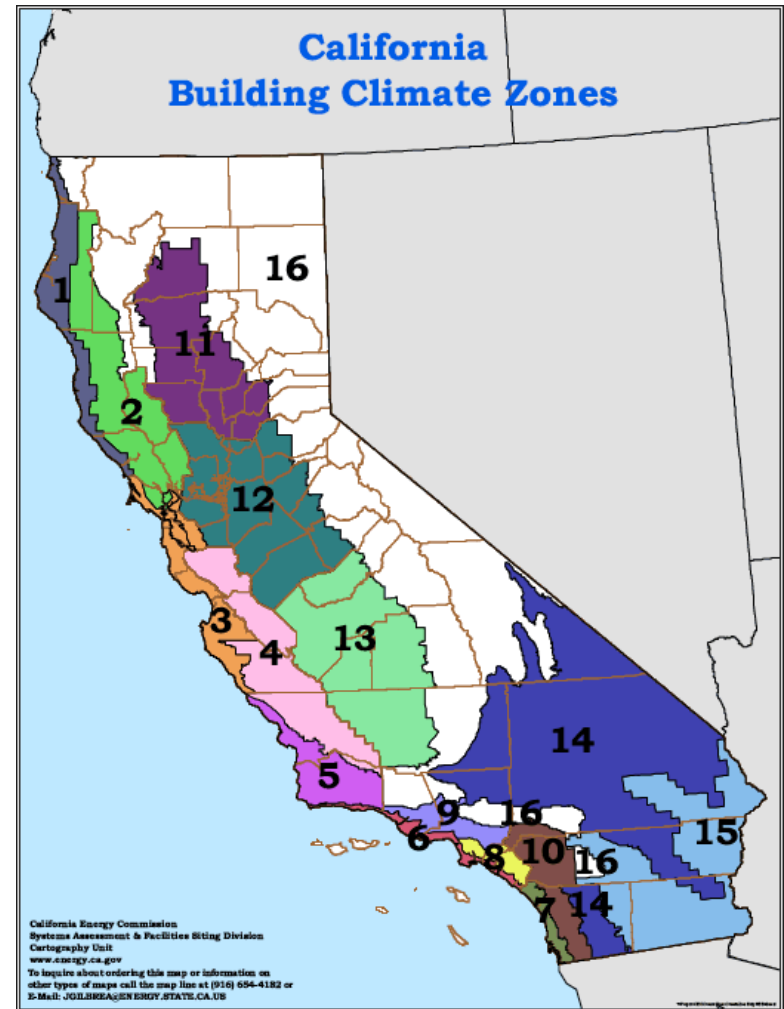 California
Building Climate Zones
16
1
11
2
12
3
4
13
14
5
9
16
6
15
8
10
16
7
14
California Energy Commission
Systems Assessment & Facilities Siting Division
Cartography Unit
www.energy.ca.gov
To inquire about ordering this map or information on
other types of maps call the map line at (916) 654-4182 or
E-Mail: JGILBREA@ENERGY.STATE.CA.US